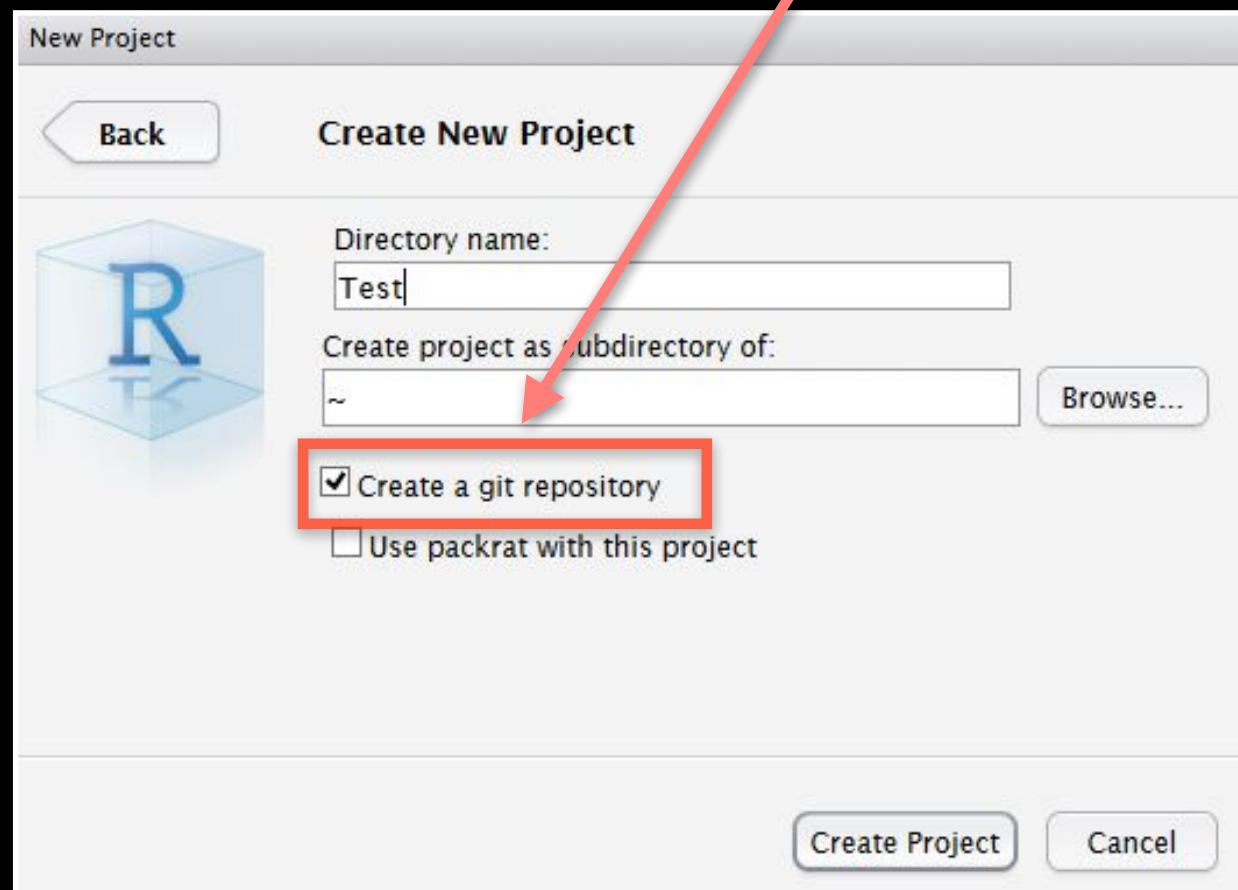 New Project
Back
Create New Project
R
Directory name:
Test
Create project as subdirectory of:
~
Browse...
Create a git repository
Use packrat with this project
Create Project
Cancel